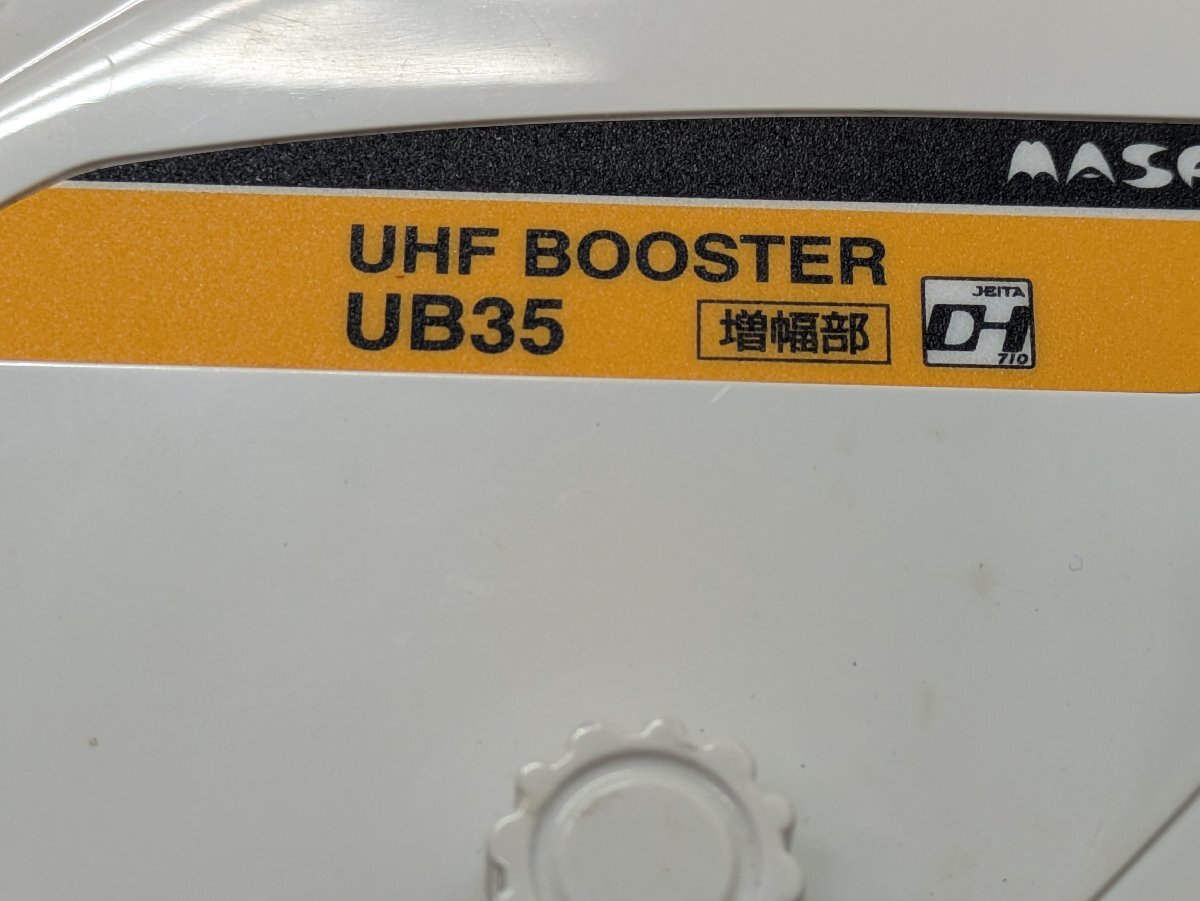 MASP
UHF BOOSTER
UB35
増幅部
JEITA
DH
710